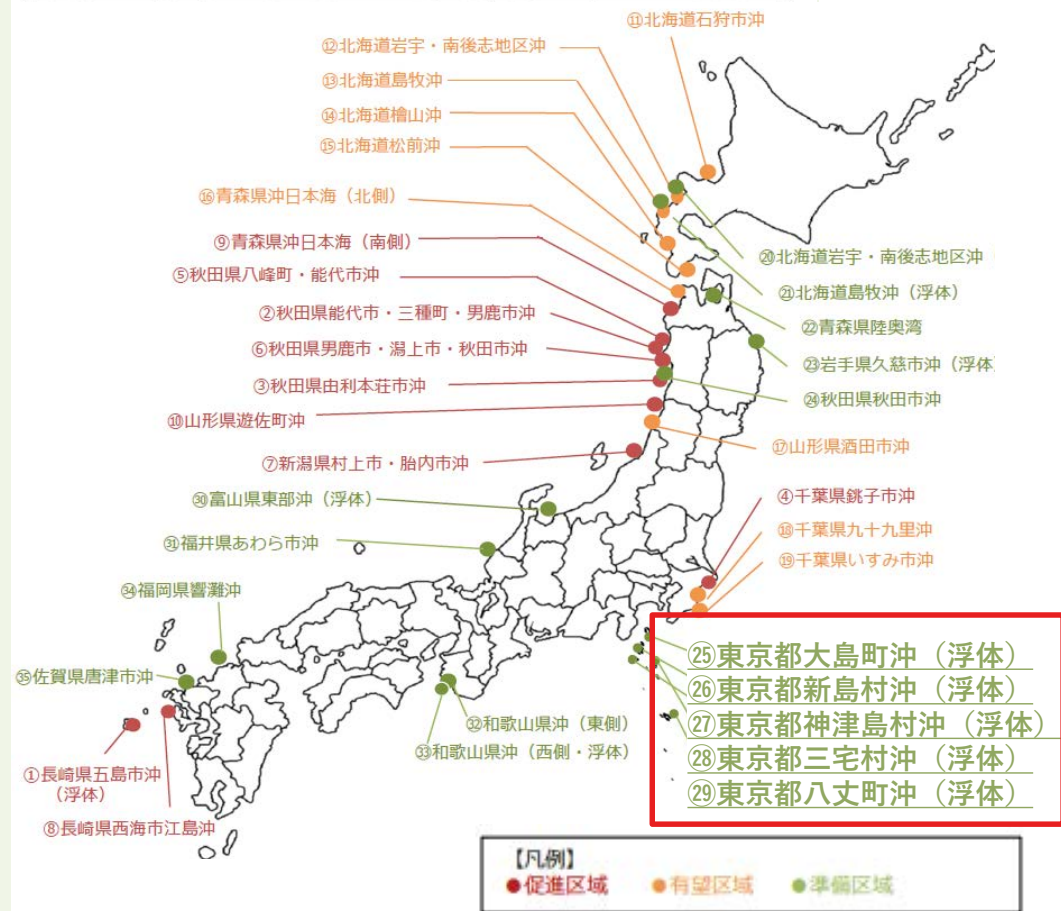 ⑪北海道石狩市沖
⑫北海道岩宇・南後志地区沖
⑬北海道島牧沖
⑭北海道檜山沖
⑮北海道松前沖
⑯青森県沖日本海（北側）
⑨青森県沖日本海（南側）
⑤秋田県八峰町・能代市沖
②秋田県能代市・三種町・男鹿市沖
⑥秋田県男鹿市・潟上市・秋田市沖
③秋田県由利本荘市沖
⑩山形県遊佐町沖
⑦新潟県村上市・胎内市沖
㉚富山県東部沖（浮体）
㉛福井県あわら市沖
㉞福岡県響灘沖
㉟佐賀県唐津市沖
①長崎県五島市沖
（浮体）
⑧長崎県西海市江島沖
⑳北海道岩宇・南後志地区沖（
㉑北海道島牧沖（浮体）
㉒青森県陸奥湾
㉓岩手県久慈市沖（浮体
㉔秋田県秋田市沖
⑰山形県酒田市沖
④千葉県銚子市沖
⑱千葉県九十九里沖
⑲千葉県いすみ市沖
㉕東京都大島町沖（浮体）
㉖東京都新島村沖（浮体）
㉗東京都神津島村沖（浮体）
㉘東京都三宅村沖（浮体）
㉙東京都八丈町沖（浮体）
㉜和歌山県沖（東側）
㉝和歌山県沖（西側・浮体）
【凡例】
●促進区域 ●有望区域 ●準備区域